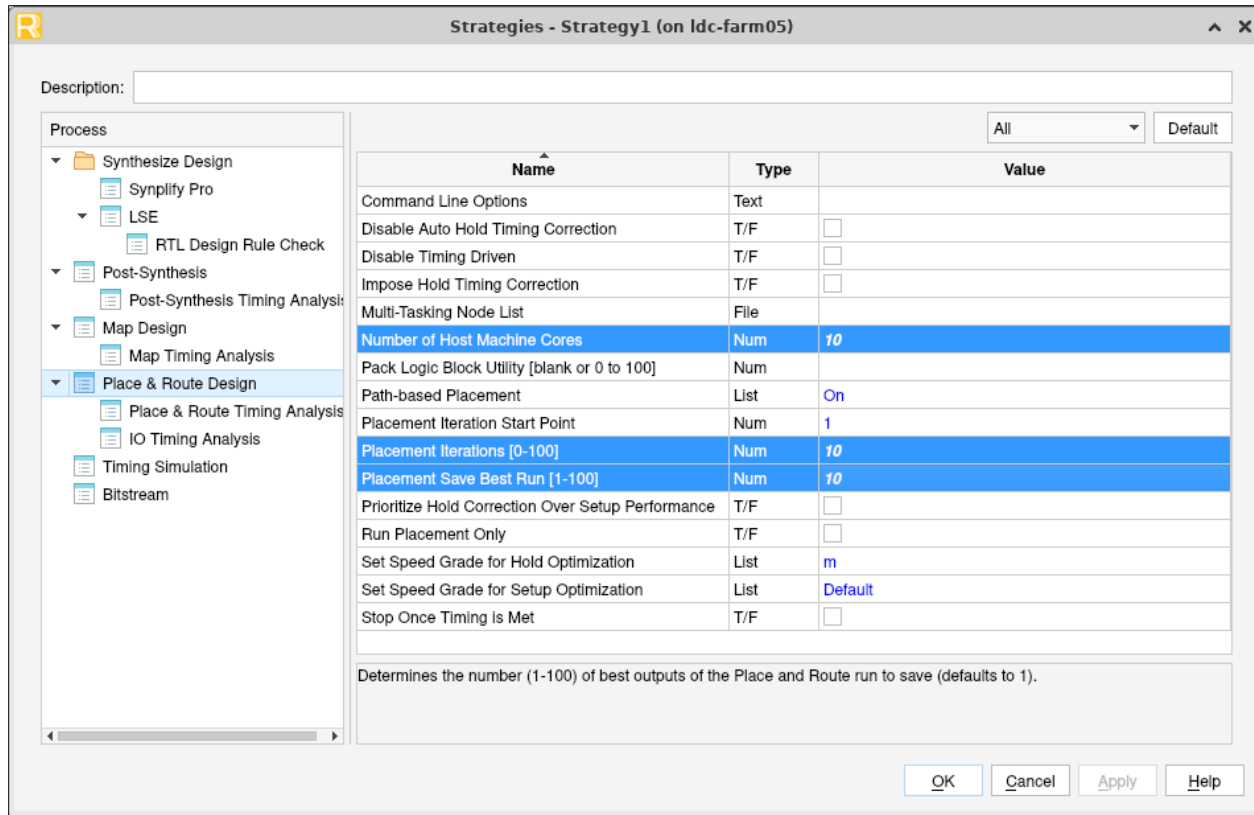 R
Strategies - Strategy1 (on ldc-farm05)
Description:
Process
Synthesize Design
Synplify Pro
LSE
RTL Design Rule Check
Post-Synthesis
Post-Synthesis Timing Analysis
Map Design
Map Timing Analysis
Place & Route Design
Place & Route Timing Analysis
IO Timing Analysis
Timing Simulation
Bitstream
All
Default
Name Type Value
Command Line Options Text
Disable Auto Hold Timing Correction T/F
Disable Timing Driven T/F
Impose Hold Timing Correction T/F
Multi-Tasking Node List File
Number of Host Machine Cores Num 10
Pack Logic Block Utility [blank or 0 to 100] Num
Path-based Placement List On
Placement Iteration Start Point Num 1
Placement Iterations [0-100] Num 10
Placement Save Best Run [1-100] Num 10
Prioritize Hold Correction Over Setup Performance T/F
Run Placement Only T/F
Set Speed Grade for Hold Optimization List m
Set Speed Grade for Setup Optimization List Default
Stop Once Timing is Met T/F
Determines the number (1-100) of best outputs of the Place and Route run to save (defaults to 1).
OK
Cancel
Apply
Help